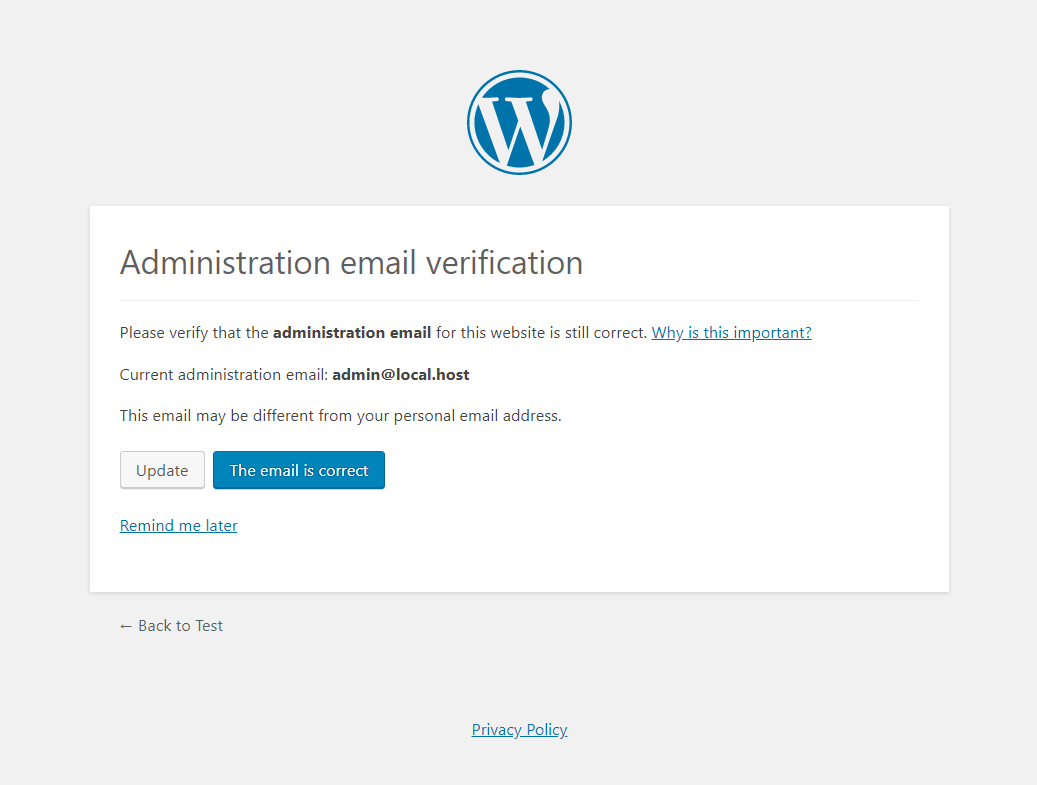 Administration email verification
Please verify that the administration email for this website is still correct. Why is this important?
Current administration email: admin@local.host
This email may be different from your personal email address.
Update The email is correct
Remind me later
← Back to Test
Privacy Policy